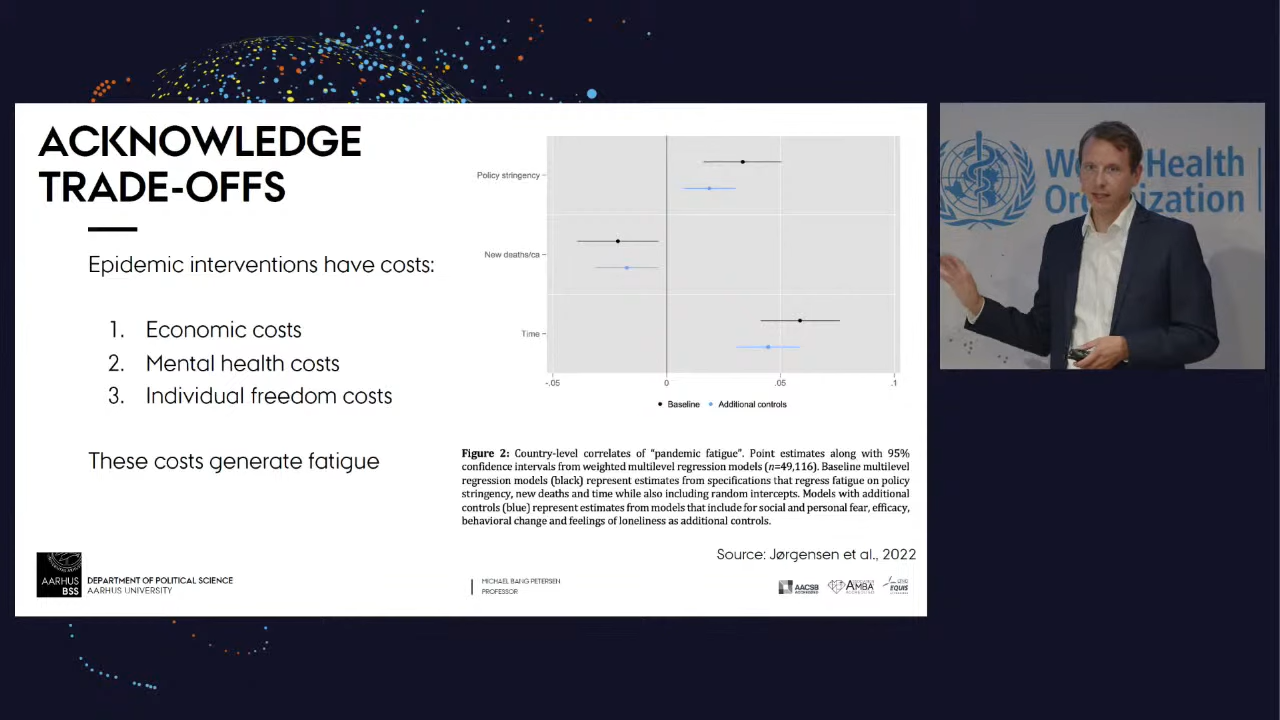 ACKNOWLEDGE
TRADE-OFFS
Epidemic interventions have costs:
1. Economic costs
2. Mental health costs
3. Individual freedom costs
These costs generate fatigue
Policy stringency
New deaths/ca
Time
-.05
0
.05
.1
Baseline
Additional controls
Figure 2: Country-level correlates of "pandemic fatigue". Point estimates along with 95%
confidence intervals from weighted multilevel regression models (n=49,116). Baseline multilevel
regression models (black) represent estimates from specifications that regress fatigue on policy
stringency, new deaths and time while also including random intercepts. Models with additional
controls (blue) represent estimates from models that include for social and personal fear, efficacy,
behavioral change and feelings of loneliness as additional controls.
Source: Jørgensen et al., 2022
AARHUS
BSS
DEPARTMENT OF POLITICAL SCIENCE
AARHUS UNIVERSITY
MICHAEL BANG PETERSEN
PROFESSOR
AACSB
ACCREDITED
AMBA
EQUIS
Health
Organization